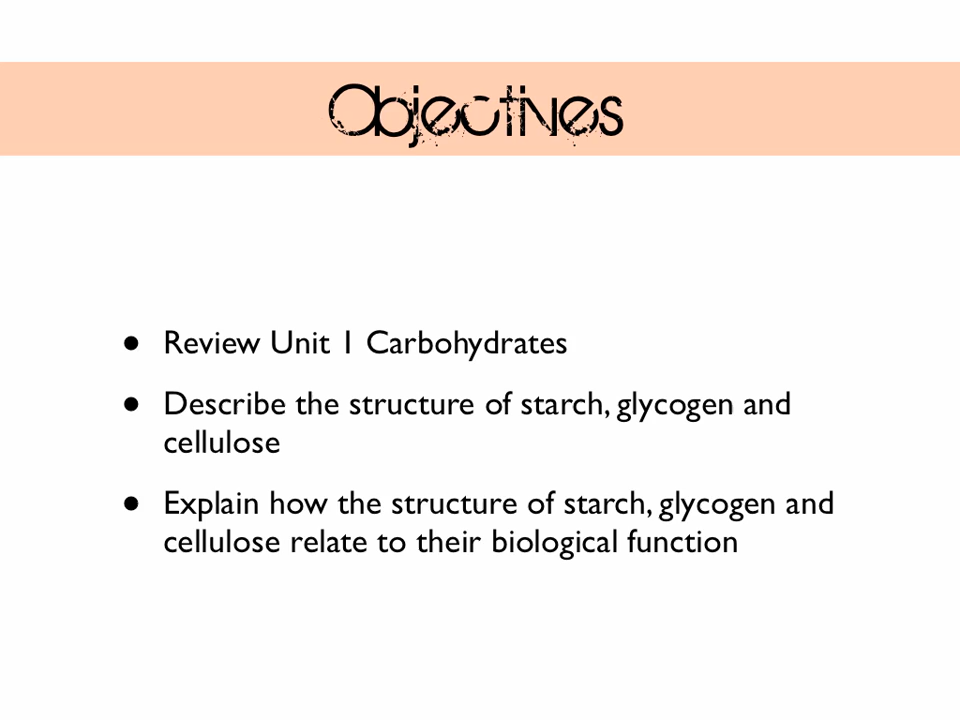 Objectives
• Review Unit 1 Carbohydrates
• Describe the structure of starch, glycogen and
cellulose
• Explain how the structure of starch, glycogen and
cellulose relate to their biological function